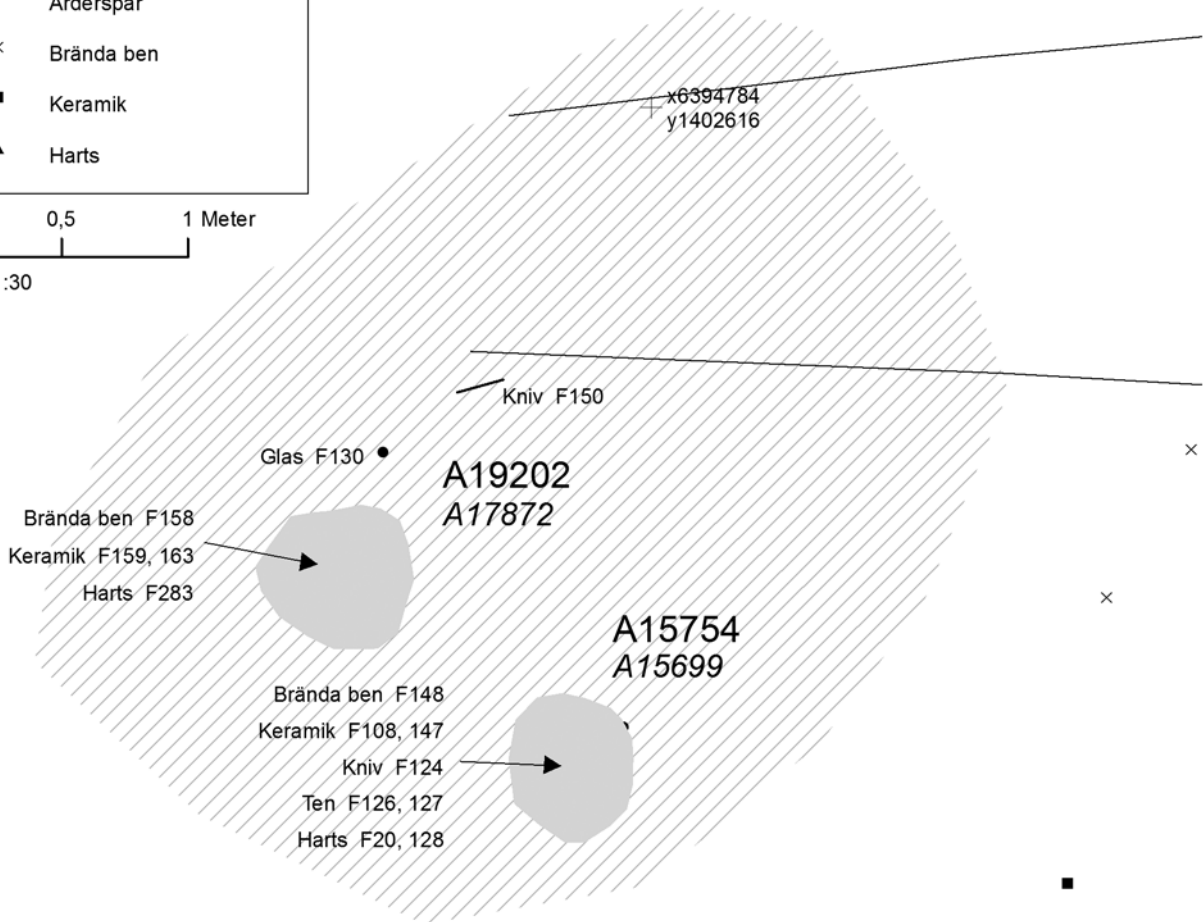 Arderspår
Brända ben
Keramik
Harts
0,5 1 Meter
:30
x6394784
y1402616
Kniv F150
Glas F130
A19202
A17872
Brända ben F158
Keramik F159, 163
Harts F283
A15754
A15699
Brända ben F148
Keramik F108, 147
Kniv F124
Ten F126, 127
Harts F20, 128